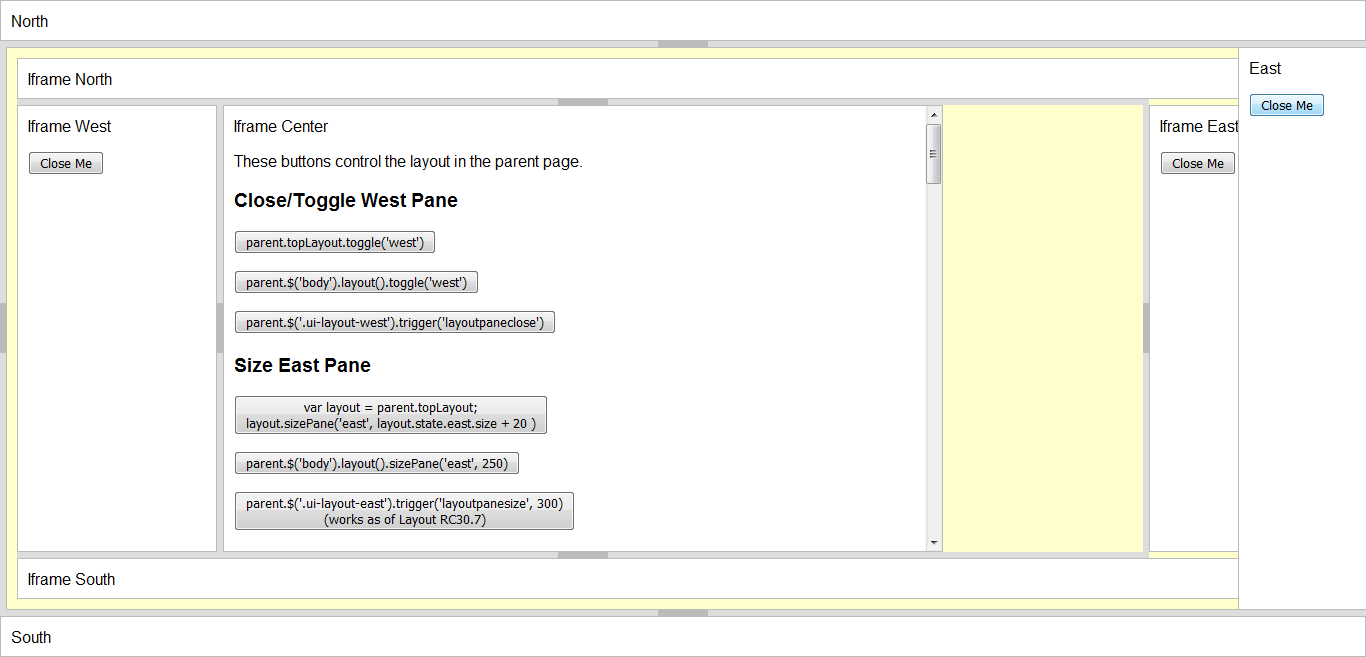 North
Iframe North
East
Close Me
Iframe West
Close Me
Iframe Center
These buttons control the layout in the parent page.
Close/Toggle West Pane
parent.topLayout.toggle('west')
parent.$('body').layout().toggle('west')
parent.$('.ui-layout-west').trigger('layoutpaneclose')
Size East Pane
var layout = parent.topLayout;
layout.sizePane('east', layout.state.east.size + 20 )
parent.$('body').layout().sizePane('east', 250)
parent.$('.ui-layout-east').trigger('layoutpanesize', 300)
(works as of Layout RC30.7)
Iframe East
Close Me
Iframe South
South